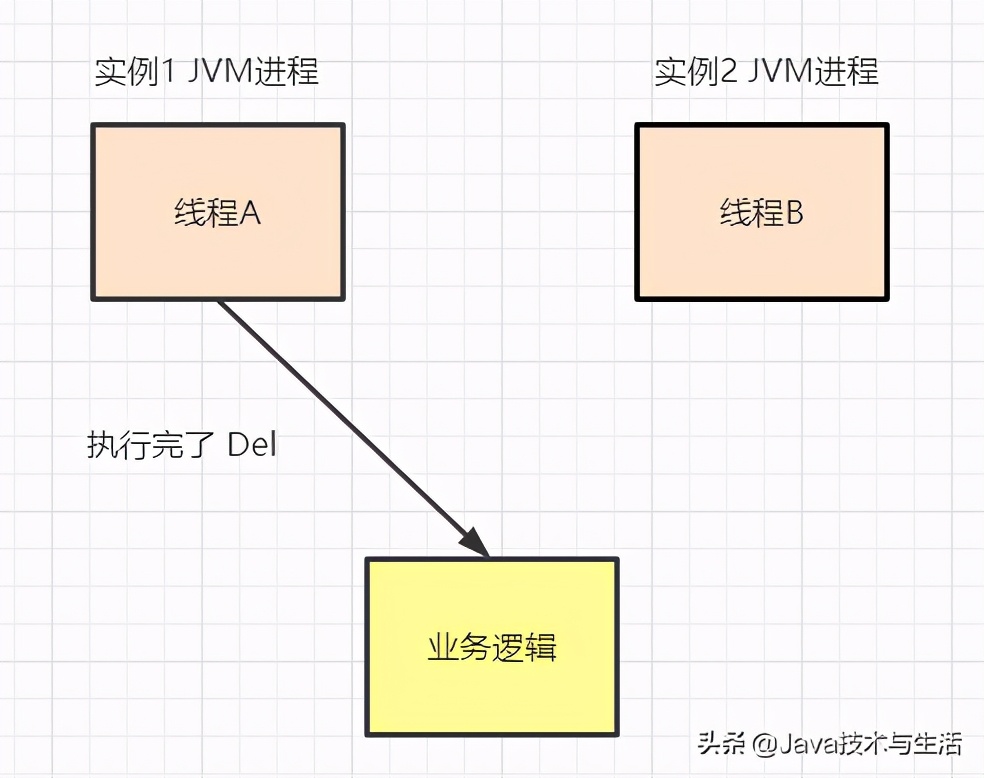 实例1 JVM进程
实例2 JVM进程
线程A
线程B
执行完了 Del
业务逻辑
头条 @Java技术与生活